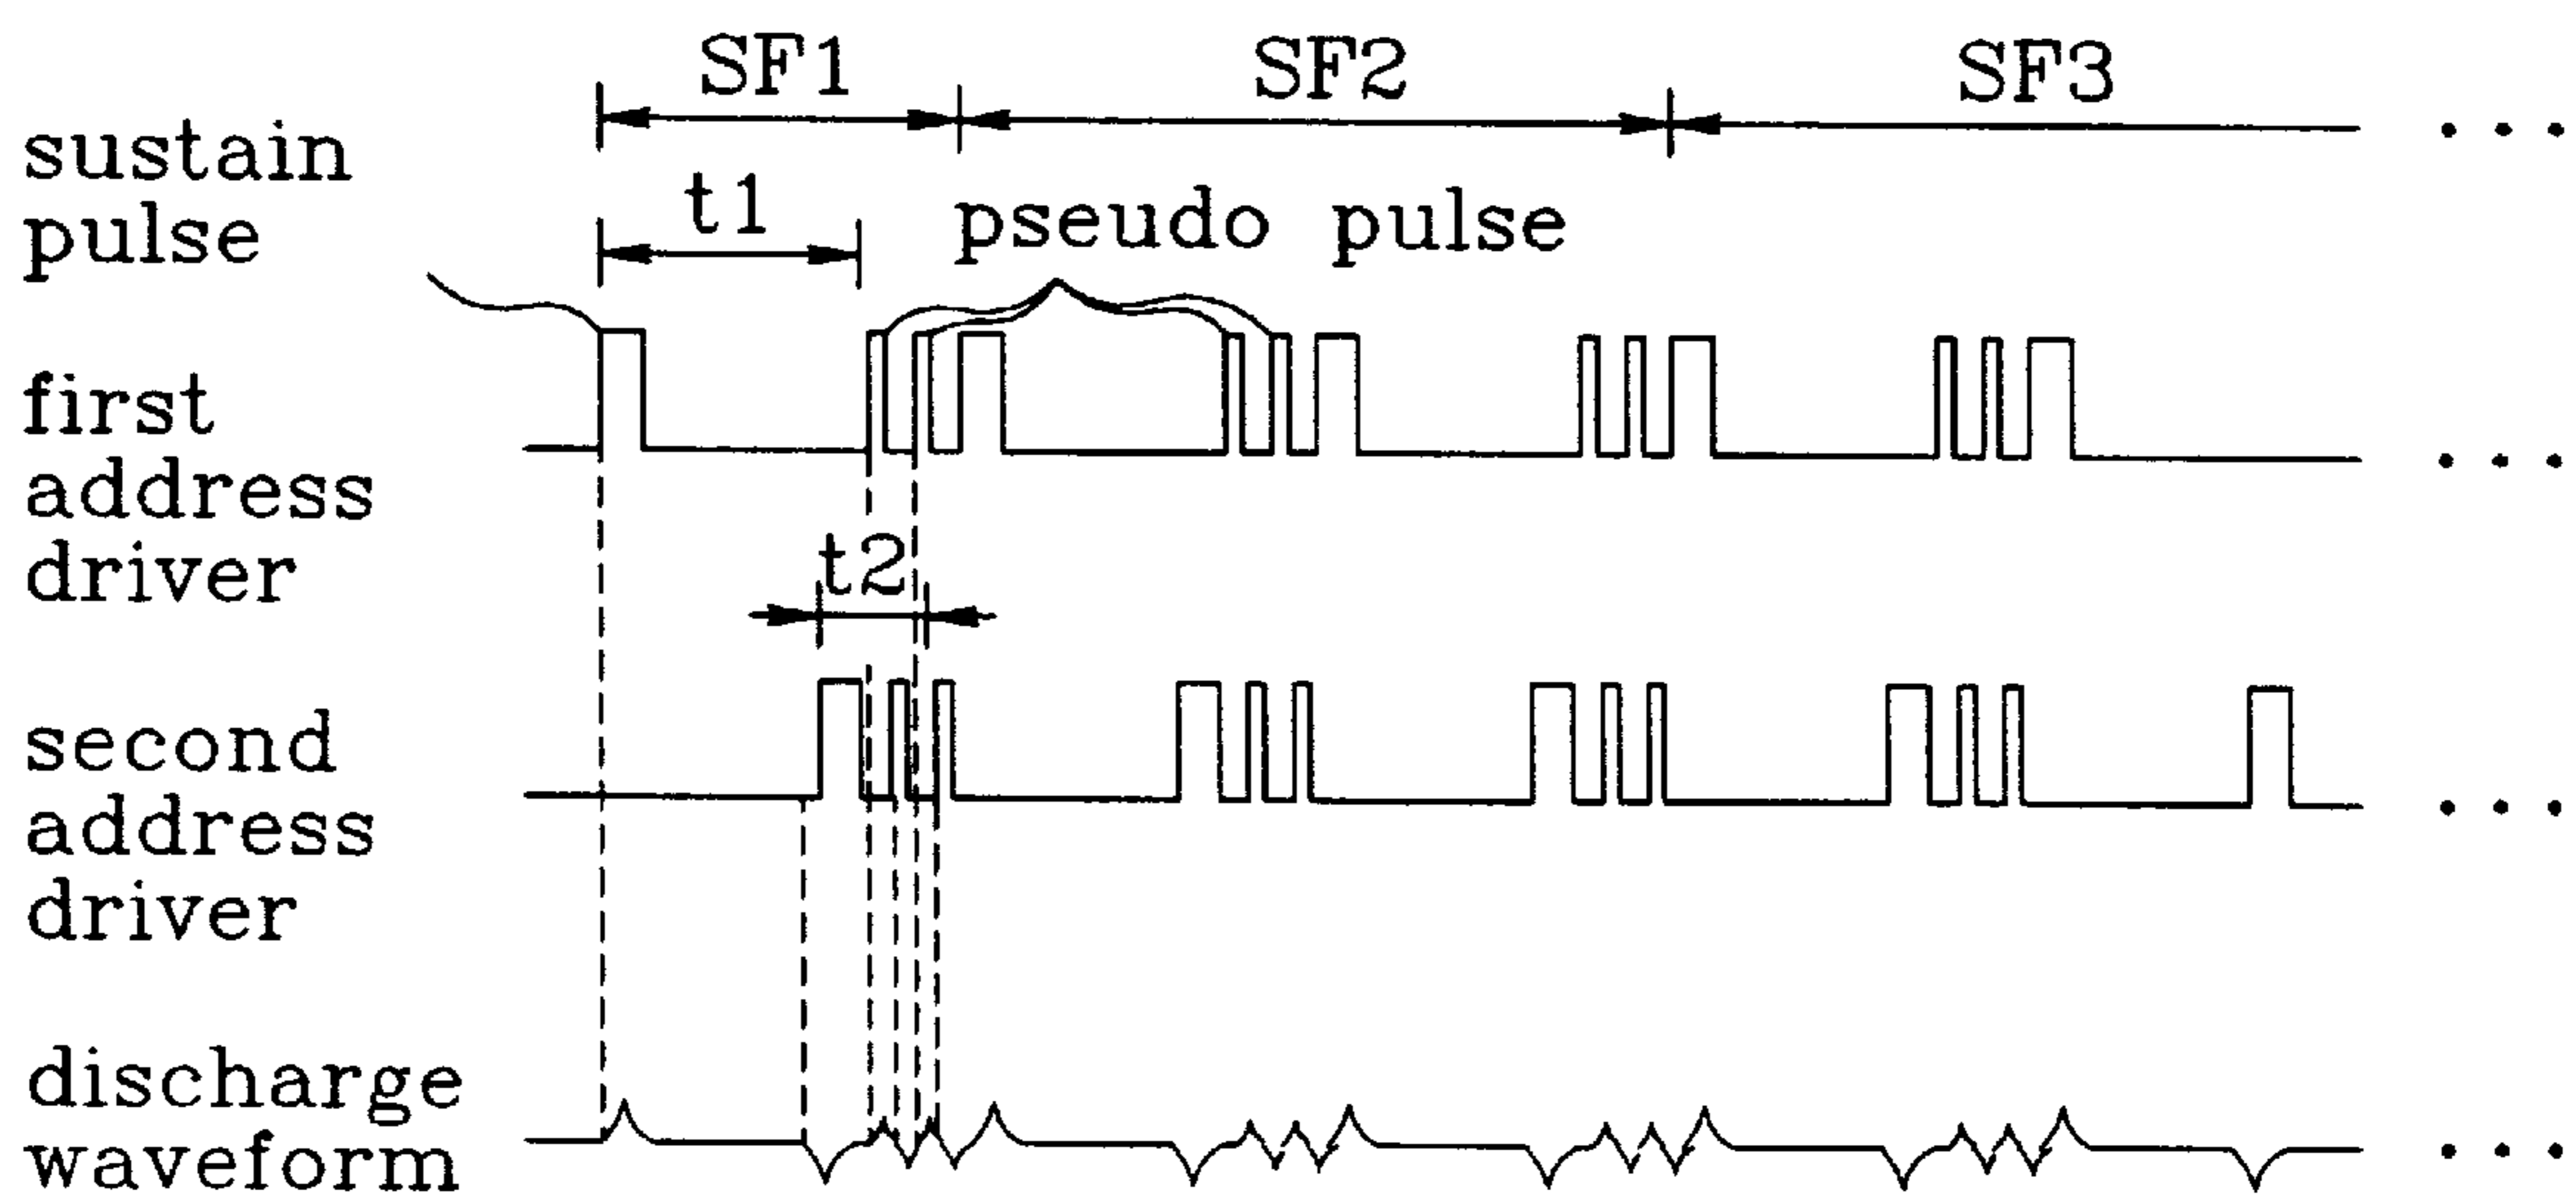 SF1
SF2
SF3
sustain
pulse
t1
pseudo pulse
first
address
driver
t2
second
address
driver
discharge
waveform